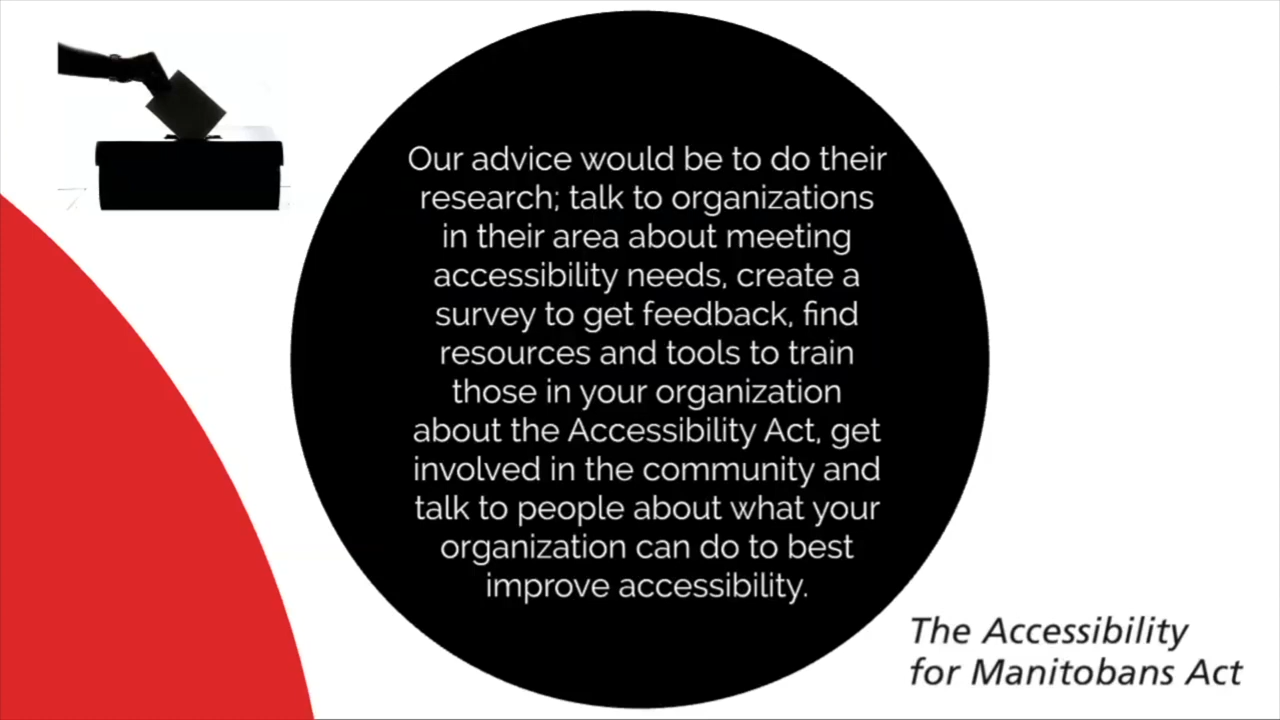 Our advice would be to do their
research; talk to organizations
in their area about meeting
accessibility needs, create a
survey to get feedback, find
resources and tools to train
those in your organization
about the Accessibility Act, get
involved in the community and
talk to people about what your
organization can do to best
improve accessibility.
The Accessibility
for Manitobans Act